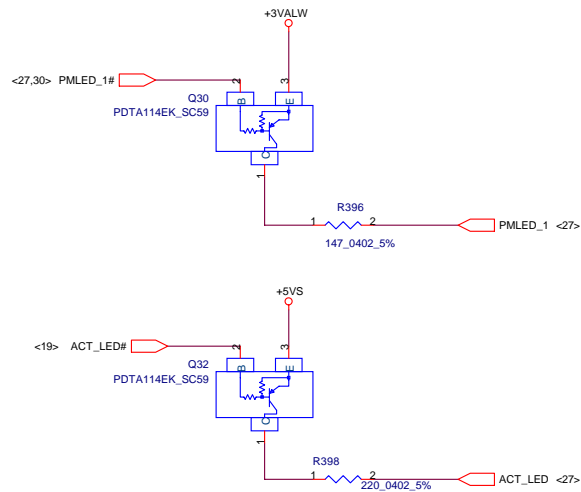 +3VALW
<27,30> PMLED_1#
2
3
Q30
B
E
PDTA114EK_SC59
C
1
R396
1
2
PMLED_1 <27>
147_0402_5%
+5VS
<19> ACT_LED#
2
3
Q32
B
E
PDTA114EK_SC59
C
1
R398
1
2
ACT_LED <27>
220_0402_5%